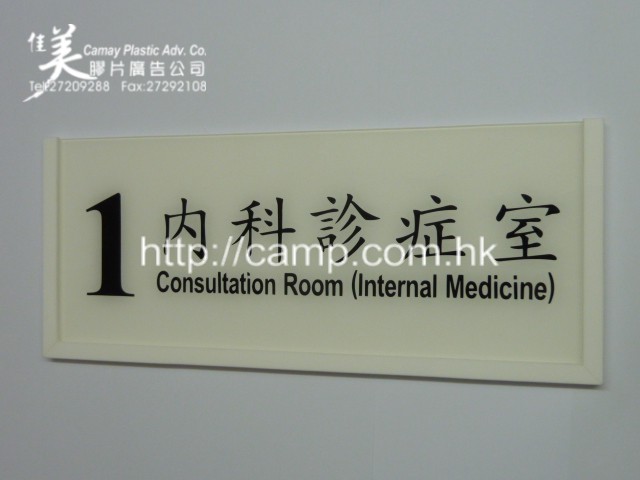 佳美
Camay Plastic Adv. Co.
膠片廣告公司
Tel:27209288 Fax:27292108
1 內科診症室
http://camp.com.hk
Consultation Room (Internal Medicine)